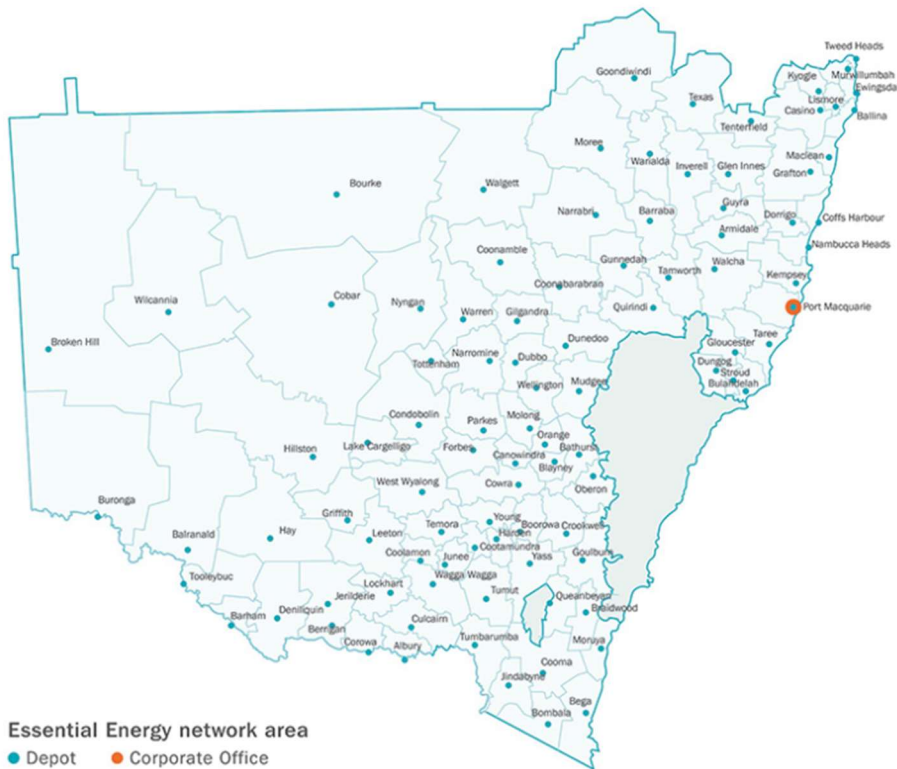 Tweed Heads
Goondiwindi
Kyogle
Murwillumbah
Ewingsda
Texas
Lismore
Casino
Ballina
Tenterfield
Moree
Warialda
Inverell
Glen Innes
Maclean
Grafton
Bourke
Walgett
Narrabri
Barraba
Guyra
Dorrigo
Coffs Harbour
Armidale
Nambucca Heads
Coonamble
Gunnedah
Tamworth
Walcha
Kempsey
Coonabarabran
Wilcannia
Cobar
Nyngan
Warren
Gilgandra
Quirindi
Port Macquarie
Broken Hill
Tottenham
Narromine
Dubbo
Dunedoo
Gloucester
Taree
Dungog
Stroud
Bulahdelah
Wellington
Mudgee
Condobolin
Parkes
Molong
Orange
Hillston
Lake Cargelligo
Forbes
Canowindra
Bathurst
Blayney
West Wyalong
Cowra
Oberon
Buronga
Griffith
Balranald
Hay
Leeton
Temora
Young
Harden
Boorowa
Crookwell
Coolamon
Junee
Cootamundra
Yass
Goulburn
Tooleybuc
Lockhart
Wagga Wagga
Tumut
Queanbeyan
Braidwood
Barham
Deniliquin
Jerilderie
Berrigan
Culcairn
Corowa
Albury
Tumbarumba
Moruya
Cooma
Jindabyne
Bega
Bombala
Essential Energy network area
Depot
Corporate Office